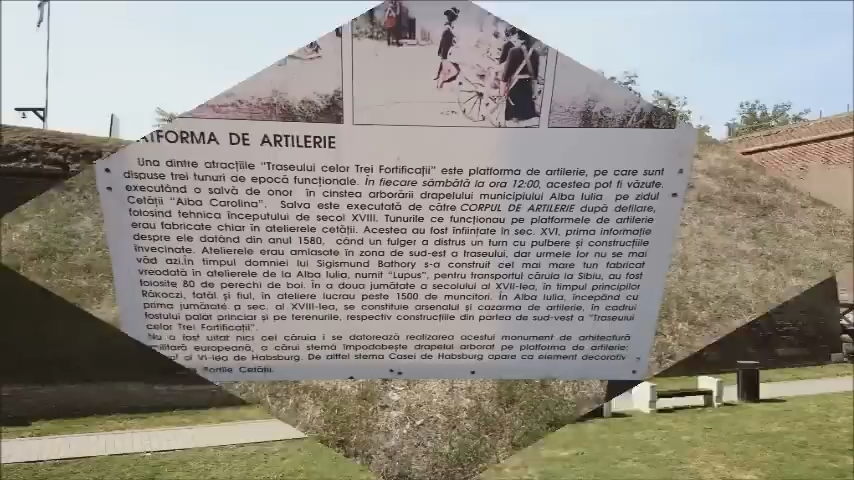 TFORMA DE ARTILERIE
Una dintre atracțiile "Traseului celor Trei Fortificații" este platforma de artilerie, pe care sunt
dispuse trei tunuri de epocă funcționale. În fiecare sâmbătă la ora 12:00, acestea pot fi văzute,
executând o salvă de onor în cinstea arborării drapelului municipiului Alba Iulia pe zidul
Cetății "Alba Carolina". Salva este executată de către CORPUL DE ARTILERIE după defilare,
folosind tehnica începutului de secol XVIII. Tunurile ce funcționau pe platformele de artilerie
erau fabricate chiar în atelierele cetății. Acestea au fost înființate în sec. XVI, prima informație
despre ele datând din anul 1580, când un fulger a distrus un turn cu pulbere și construcțiile
învecinate. Atelierele erau amlasate în zona de sud-est a traseului, dar urmele lor nu se mai
văd azi.În timpul domniei lui Sigismund Bathory s-a construit cel mai mare tun fabricat
vreodată în atelierele de la Alba Iulia, numit "Lupus", pentru transportul căruia la Sibiu, au fost
folosite 80 de perechi de boi. În a doua jumătate a secolului al XVII-lea, în timpul principilor
Rákoczi, tatăl și fiul, în ateliere lucrau peste 1500 de muncitori. În Alba Iulia, începând cu
prima jumătate a sec. al XVIII-lea, se constituie arsenalul și cazarma de artilerie, în cadrul
fostului palat princiar și pe terenurile, respectiv construcțiile din partea de sud-vest a "Traseului
celor Trei Fortificații".
Nu a fost uitat nici cel căruia i se datorează realizarea acestui monument de arhitectură
militară europeană, a cărui stemă împodobește drapelul arborat pe platforma de artilerie:
al VI-lea de Habsburg. De altfel stema Casei de Habsburg apare ca element decorativ
Porțile Cetății.